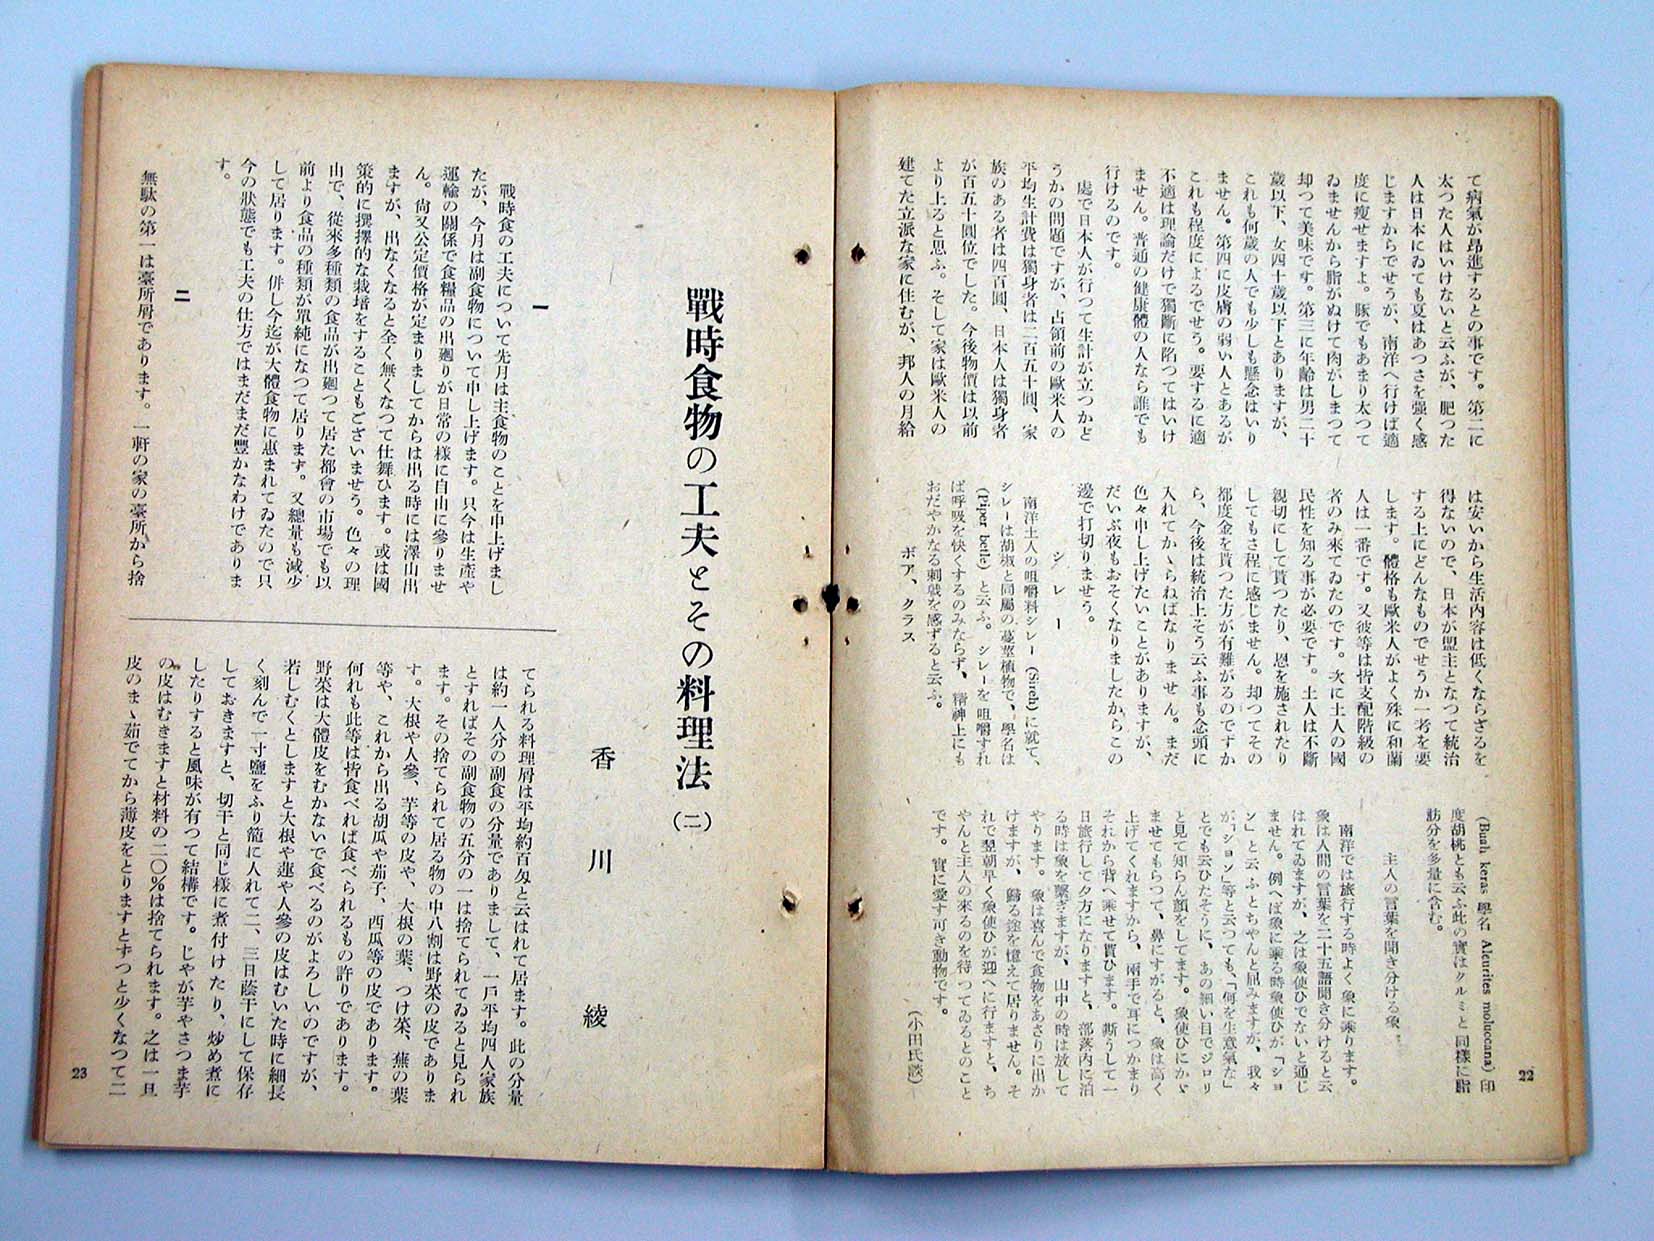 て病氣が昂進するとの事です。第二に
太つた人はいけないと云ふが、肥つた
人は日本にゐても夏はあつさを强く感
じますからでせうが、南洋へ行けば適
度に瘦せますよ。豚でもあまり太つて
ゐませんから脂がぬけて肉がしまつて
却つて美味です。第三に年齡は男二十
歲以下、女四十歲以下とありますが、
これも何歲の人でも少しも懸念はいり
ません。第四に皮膚の弱い人とあるが
これも程度によるでせう。要するに適
不適は理論だけで獨斷に陷つてはいけ
ません。普通の健康體の人なら誰でも
行けるのです。
處で日本人が行つて生計が立つかど
うかの問題ですが、占領前の歐米人の
平均生計費は獨身者は二百五十圓、家
族のある者は四百圓、日本人は獨身者
が百五十圓位でした。今後物價は以前
より上ると思ふ。そして家は歐米人の
建てた立派な家に住むが、邦人の月給
は安いから生活內容は低くならざるを
得ないので、日本が盟主となつて統治
する上にどんなものでせうか一考を要
します。體格も歐米人がよく殊に和蘭
人は一番です。又彼等は皆支配階級の
者のみ來てゐたのです。次に土人の國
民性を知る事が必要です。土人は不斷
親切にして貰つたり、恩を施されたり
してもさ程に感じません。却つてその
都度金を貰つた方が有難がるのですか
ら、今後は統治上そう云ふ事も念頭に
入れてかゝらねばなりません。まだ
色々申し上げたいことがありますが、
だいぶ夜もおそくなりましたからこの
邊で打切りませう。
シレー
南洋土人の咀嚼料シレー (Sireh) に就て、
シレーは胡椒と同屬の蔓莖植物で、學名は
(Piper betle) と云ふ。シレーを咀嚼すれ
ば呼吸を快くするのみならず、精神上にも
おだやかなる刺戟を感ずると云ふ。
ボア、クラス
(Buah keras 學名 Aleurites moluocana) 印
度胡桃とも云ふ此の實はクルミと同樣に脂
肪分を多量に含む。
主人の言葉を聞き分ける象
南洋では旅行する時よく象に乘ります。
象は人間の言葉を二十五語聞き分けると云
はれてゐますが、之は象使ひでないと通じ
ません。例へば象に乘る時象使ひが「ショ
ン」と云ふとちやんと屈みますが、我々
が「ション」等と云つても、「何を生意氣な」
とでも云ひたそうに、あの細い目でジロリ
と見て知らん顏をしてます。象使ひにかゝ
ませてもらつて、鼻にすがると、象は高く
上げてくれますから、兩手で耳につかまり
それから背へ乘せて貰ひます。斯うして一
日旅行して夕方になりますと、部落內に泊
る時は象を繫ぎますが、山中の時は放して
やります。象は喜んで食物をあさりに出か
けますが、歸る途を憶えて居りません。そ
れで翌朝早く象使ひが迎へに行ますと、ち
やんと主人の來るのを待つてゐるとのこと
です。實に愛す可き動物です。
(小田氏談)
22
戰時食物の工夫とその料理法(二)
香川 綾
一
戰時食の工夫について先月は主食物のことを申上げまし
たが、今月は副食物について申し上げます。只今は生產や
運輸の關係で食糧品の出廻りが日常の樣に自由に參りませ
ん。尙又公定價格が定まりましてからは出る時には澤山出
ますが、出なくなると全く無くなつて仕舞ひます。或は國
策的に撰擇的な栽培をすることもございませう。色々の理
由で、從來多種類の食品が出廻つて居た都會の市場でも以
前より食品の種類が單純になつて居ります。又總量も減少
して居ります。併し今迄が大體食物に惠まれてゐたので只
今の狀態でも工夫の仕方ではまだまだ豐かなわけでありま
す。
二
無駄の第一は臺所屑であります。一軒の家の臺所から捨
てられる料理屑は平均約百匁と云はれて居ます。此の分量
は約一人分の副食の分量でありまして、一戶平均四人家族
とすればその副食物の五分の一は捨てられてゐると見られ
ます。その捨てられて居る物の中八割は野菜の皮でありま
す。大根や人參、芋等の皮や、大根の葉、つけ菜、蕪の葉
等や、これから出る胡瓜や茄子、西瓜等の皮であります。
何れも此等は皆食べれば食べられるもの許りであります。
野菜は大體皮をむかないで食べるのがよろしいのですが、
若しむくとしますと大根や蓮や人參の皮はむいた時に細長
く刻んで一寸鹽をふり籠に入れて二、三日蔭干にして保存
しておきますと、切干と同じ樣に煮付けたり、炒め煮に
したりすると風味が有つて結構です。じやが芋やさつま芋
の皮はむきますと材料の二〇%は捨てられます。之は一旦
皮のまゝ茹でてから薄皮をとりますとずつと少くなつて二
23